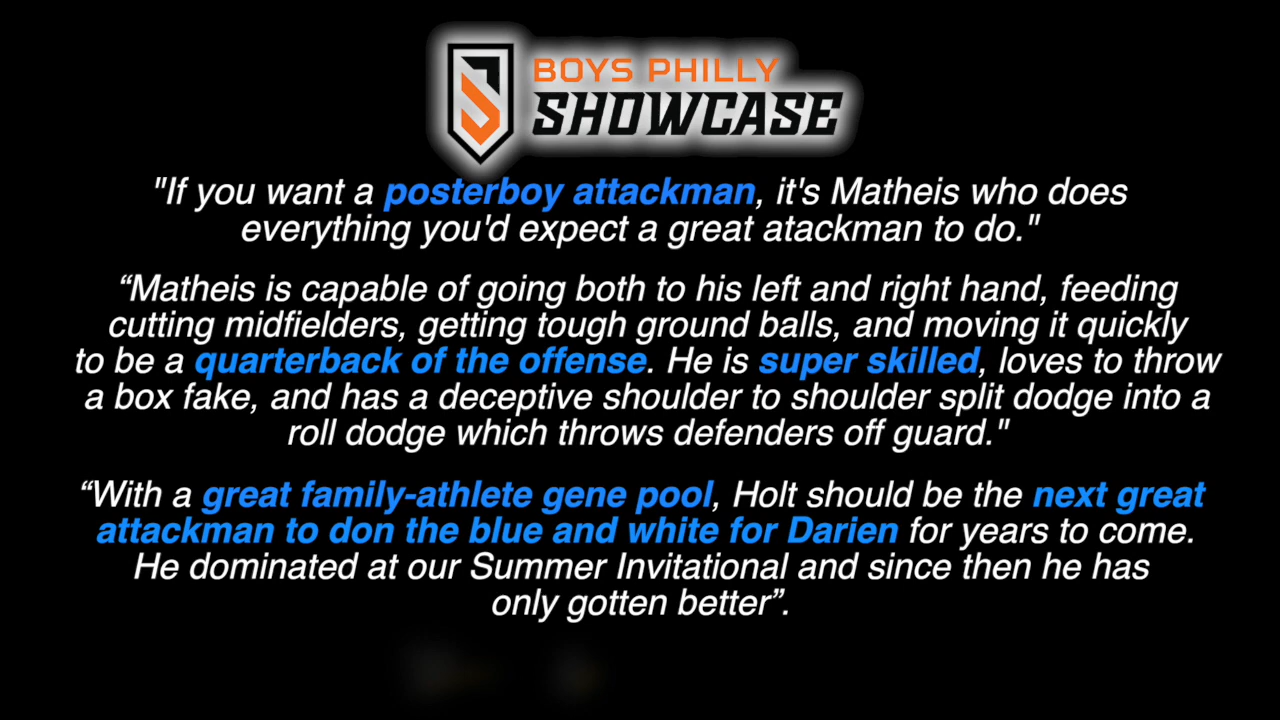 BOYS PHILLY
SHOWCASE
"If you want a posterboy attackman, it's Matheis who does
everything you'd expect a great atackman to do."
“Matheis is capable of going both to his left and right hand, feeding
cutting midfielders, getting tough ground balls, and moving it quickly
to be a quarterback of the offense. He is super skilled, loves to throw
a box fake, and has a deceptive shoulder to shoulder split dodge into a
roll dodge which throws defenders off guard."
“With a great family-athlete gene pool, Holt should be the next great
attackman to don the blue and white for Darien for years to come.
He dominated at our Summer Invitational and since then he has
only gotten better”.